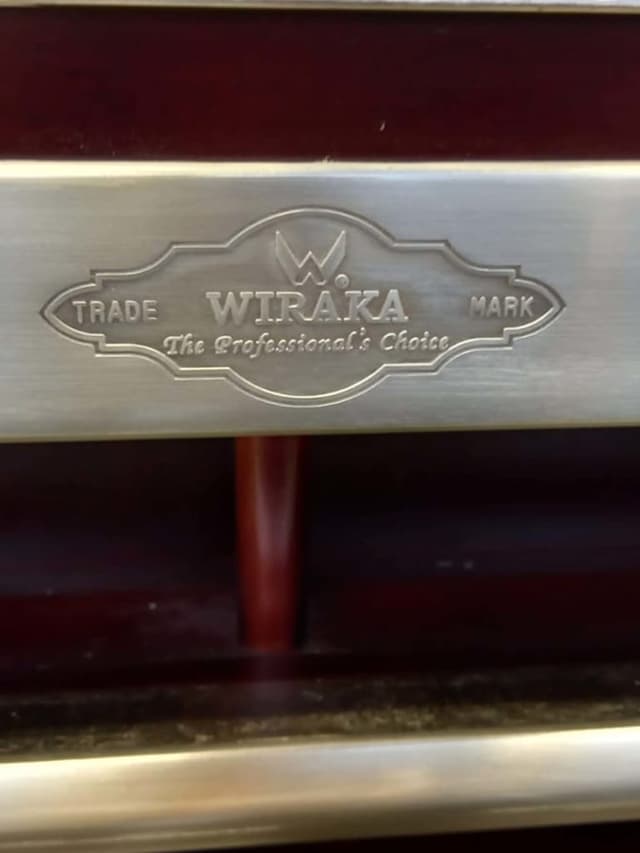 W®
TRADE WIRAKA MARK
The Professional's Choice